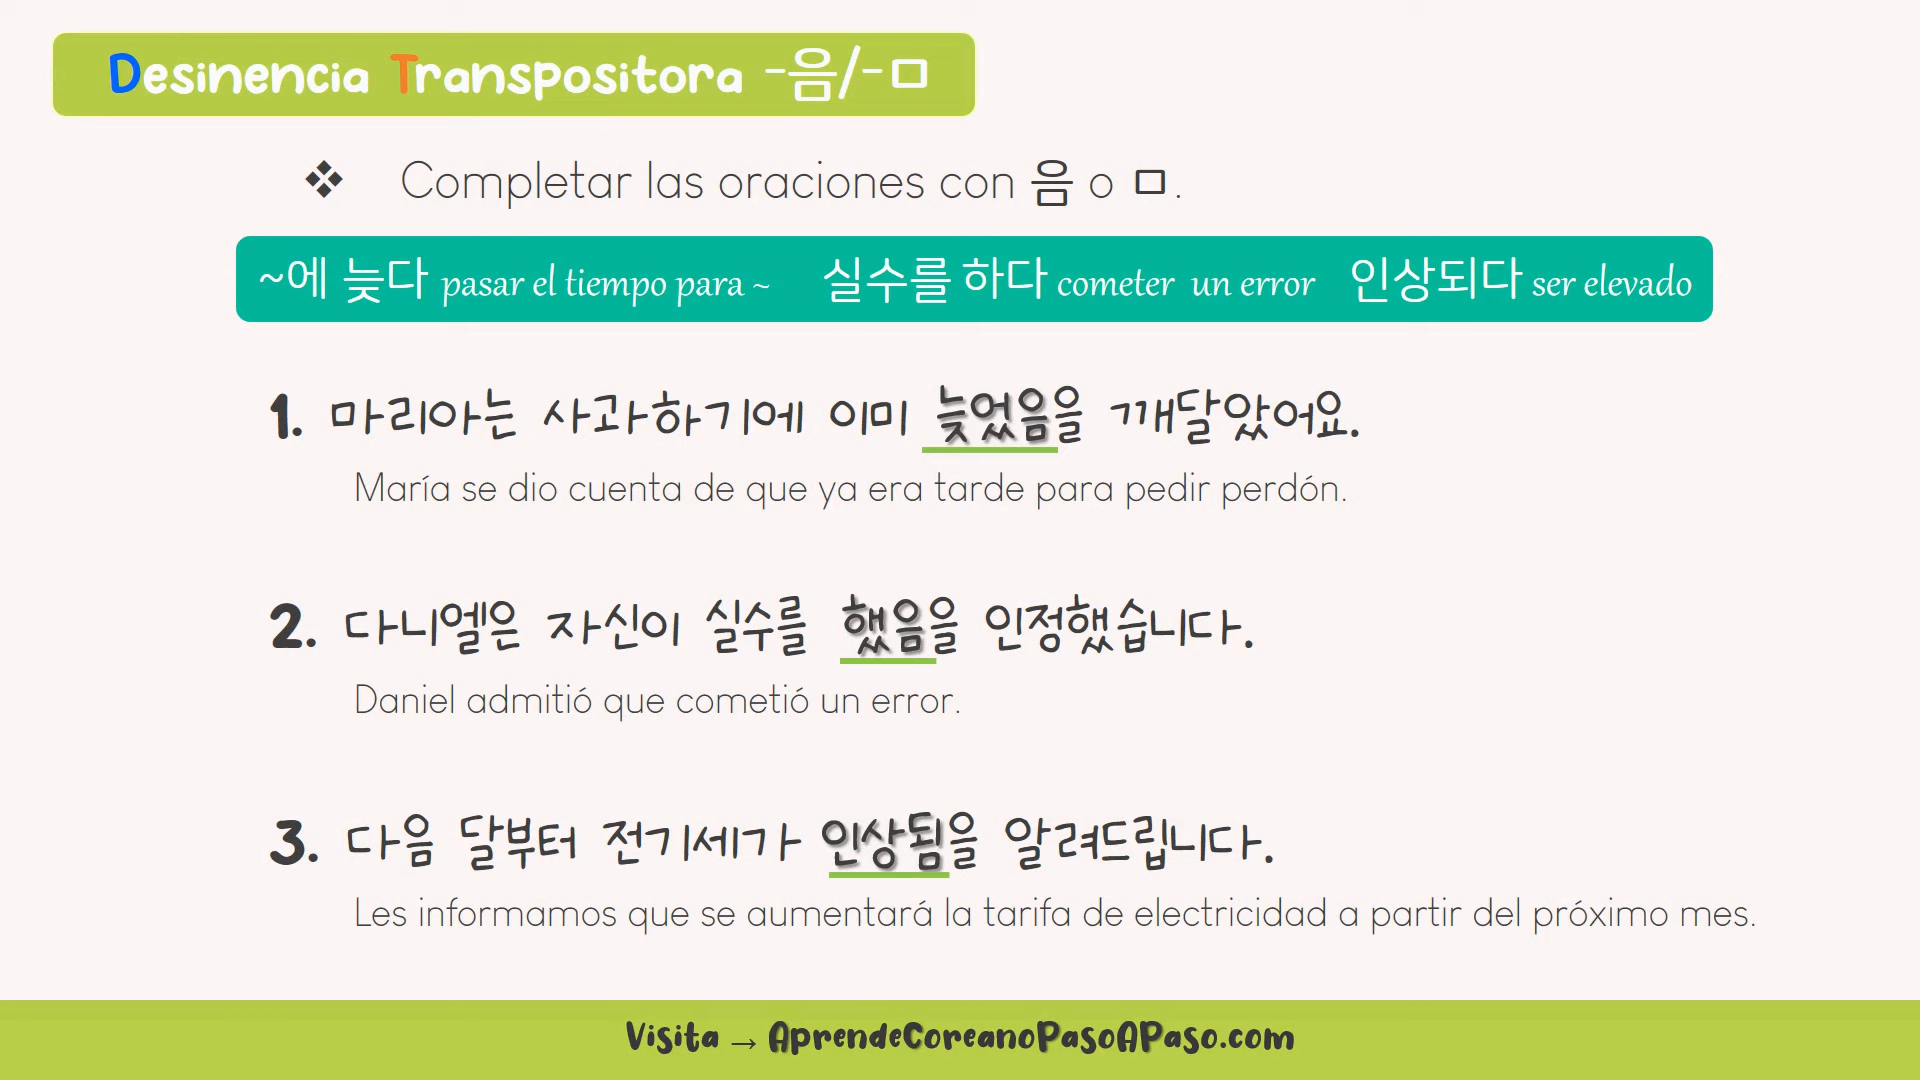 Desinencia Transpositora -음/-ㅁ
❖ Completar las oraciones con 음 o ㅁ.
~에 늦다 pasar el tiempo para ~ 실수를 하다 cometer un error 인상되다 ser elevado
1. 마리아는 사과하기에 이미 늦었음을 깨달았어요.
María se dio cuenta de que ya era tarde para pedir perdón.
2. 다니엘은 자신이 실수를 했음을 인정했습니다.
Daniel admitió que cometió un error.
3. 다음 달부터 전기세가 인상됨을 알려드립니다.
Les informamos que se aumentará la tarifa de electricidad a partir del próximo mes.
Visita → AprendeCoreanoPasoAPaso.com